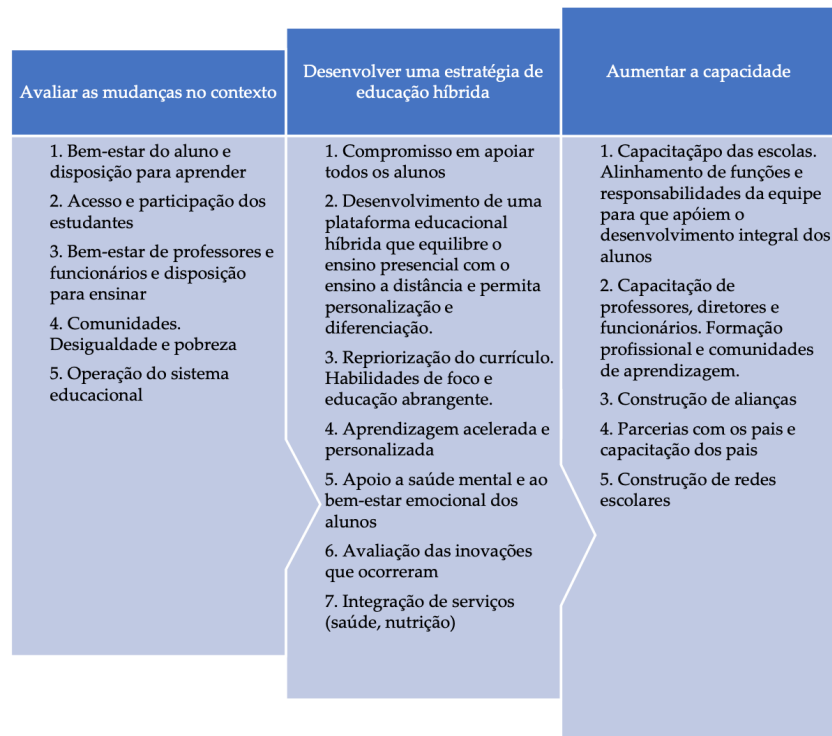 Avaliar as mudanças no contexto
1. Bem-estar do aluno e
disposição para aprender
2. Acesso e participação dos
estudantes
3. Bem-estar de professores e
funcionários e disposição
para ensinar
4. Comunidades.
Desigualdade e pobreza
5. Operação do sistema
educacional
Desenvolver uma estratégia de
educação híbrida
1. Compromisso em apoiar
todos os alunos
2. Desenvolvimento de uma
plataforma educacional
híbrida que equilibre o
ensino presencial com o
ensino a distância e permita
personalização e
diferenciação.
3. Repriorização do currículo.
Habilidades de foco e
educação abrangente.
4. Aprendizagem acelerada e
personalizada
5. Apoio a saúde mental e ao
bem-estar emocional dos
alunos
6. Avaliação das inovações
que ocorreram
7. Integração de serviços
(saúde, nutrição)
Aumentar a capacidade
1. Capacitaçãpo das escolas.
Alinhamento de funções e
responsabilidades da equipe
para que apóiem o
desenvolvimento integral dos
alunos
2. Capacitação de
professores, diretores e
funcionários. Formação
profissional e comunidades
de aprendizagem.
3. Construção de alianças
4. Parcerias com os pais e
capacitação dos pais
5. Construção de redes
escolares